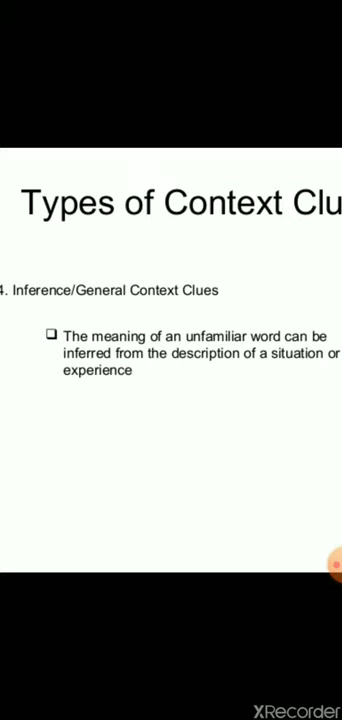 Types of Context Clu
4. Inference/General Context Clues
The meaning of an unfamiliar word can be
inferred from the description of a situation or
experience
XRecorder